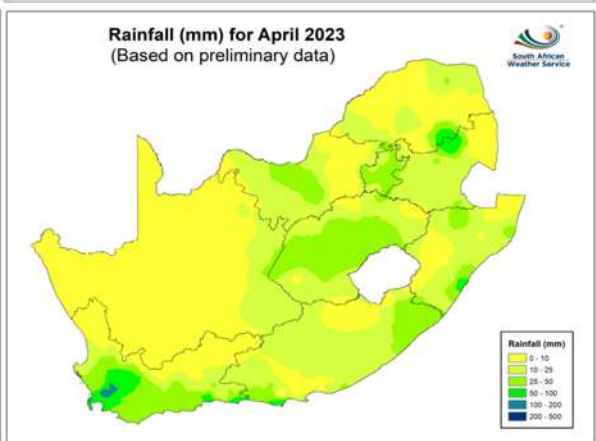 Rainfall (mm) for April 2023
(Based on preliminary data)
South African
Weather Service
Rainfall (mm)
0 - 10
10 - 25
25 - 50
50 - 100
100 - 200
200 - 500